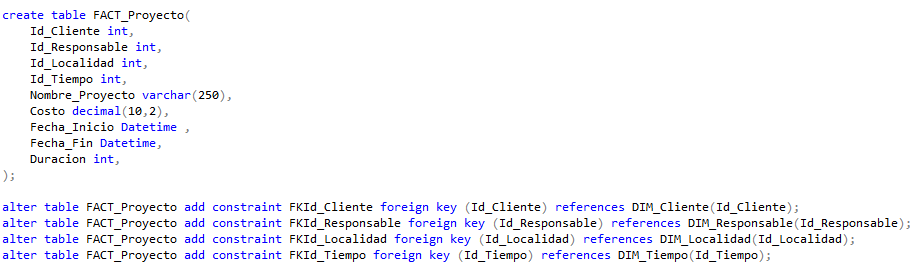 create table FACT_Proyecto(
    Id_Cliente int,
    Id_Responsable int,
    Id_Localidad int,
    Id_Tiempo int,
    Nombre_Proyecto varchar(250),
    Costo decimal(10,2),
    Fecha_Inicio Datetime ,
    Fecha_Fin Datetime,
    Duracion int,
);

alter table FACT_Proyecto add constraint FKId_Cliente foreign key (Id_Cliente) references DIM_Cliente(Id_Cliente);
alter table FACT_Proyecto add constraint FKId_Responsable foreign key (Id_Responsable) references DIM_Responsable(Id_Responsable);
alter table FACT_Proyecto add constraint FKId_Localidad foreign key (Id_Localidad) references DIM_Localidad(Id_Localidad);
alter table FACT_Proyecto add constraint FKId_Tiempo foreign key (Id_Tiempo) references DIM_Tiempo(Id_Tiempo);